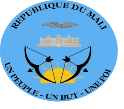 REPUBLIQUE DU MALI
UN PEUPLE - UN BUT - UNE FOI